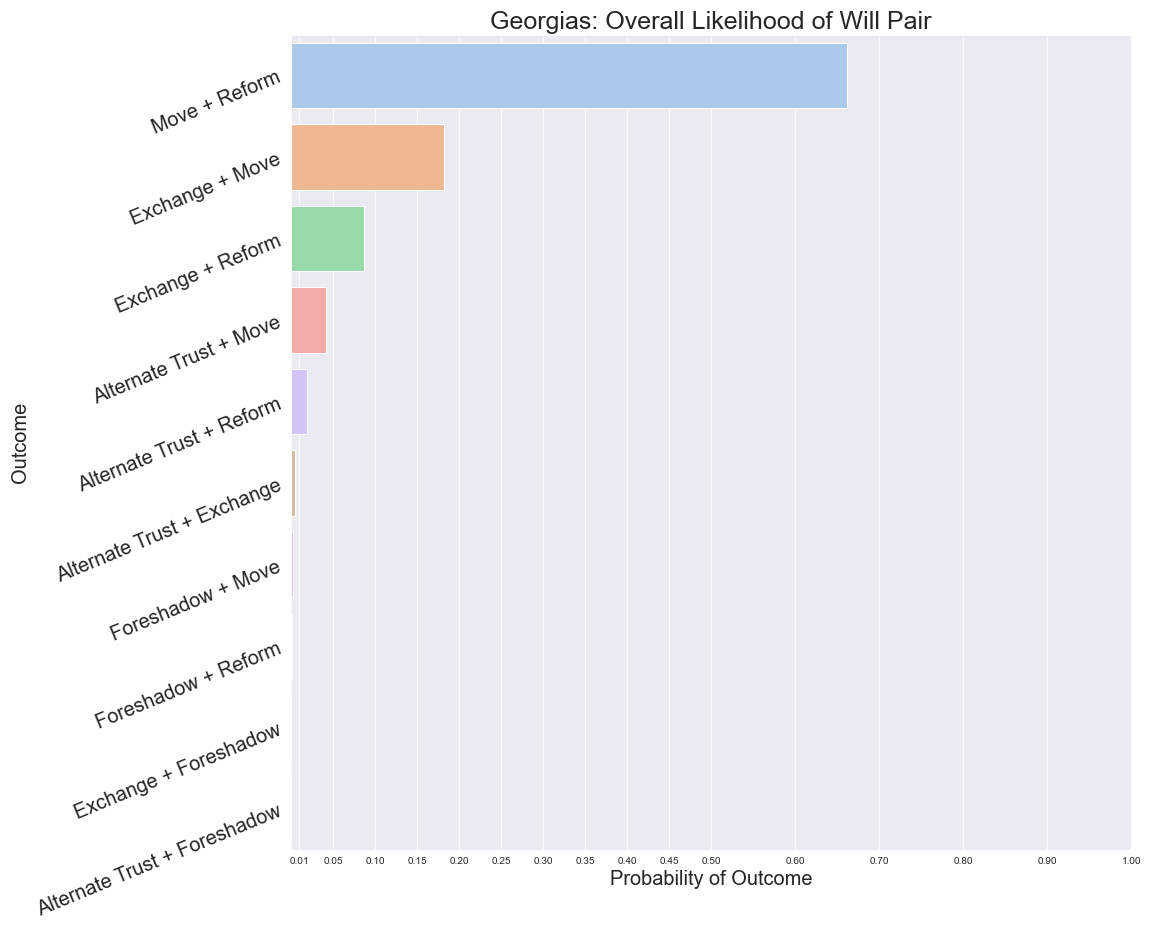 Georgias: Overall Likelihood of Will Pair
Move + Reform
Exchange + Move
Exchange + Reform
Alternate Trust + Move
Alternate Trust + Reform
Alternate Trust + Exchange
Foreshadow + Move
Foreshadow + Reform
Exchange + Foreshadow
Alternate Trust + Foreshadow
Outcome
0.01 0.05 0.10 0.15 0.20 0.25 0.30 0.35 0.40 0.45 0.50 0.60 0.70 0.80 0.90 1.00
Probability of Outcome